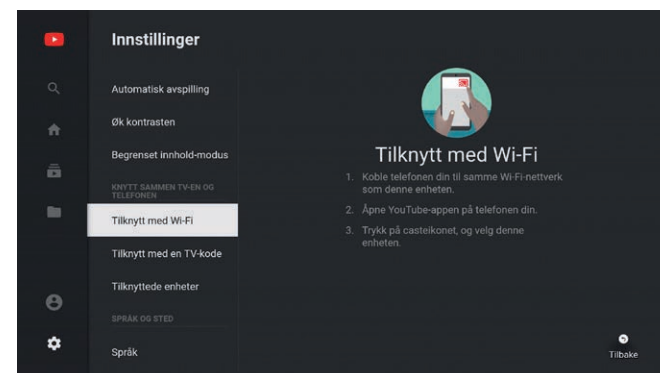 Innstillinger
Automatisk avspilling
Øk kontrasten
Begrenset innhold-modus
KNYTT SAMMEN TV-EN OG
TELEFONEN
Tilknytt med Wi-Fi
Tilknytt med en TV-kode
Tilknyttede enheter
SPRÅK OG STED
Språk
Tilknytt med Wi-Fi
1. Koble telefonen din til samme Wi-Fi-nettverk
som denne enheten.
2. Åpne YouTube-appen på telefonen din.
3. Trykk på casteikonet, og velg denne
enheten.
Tilbake